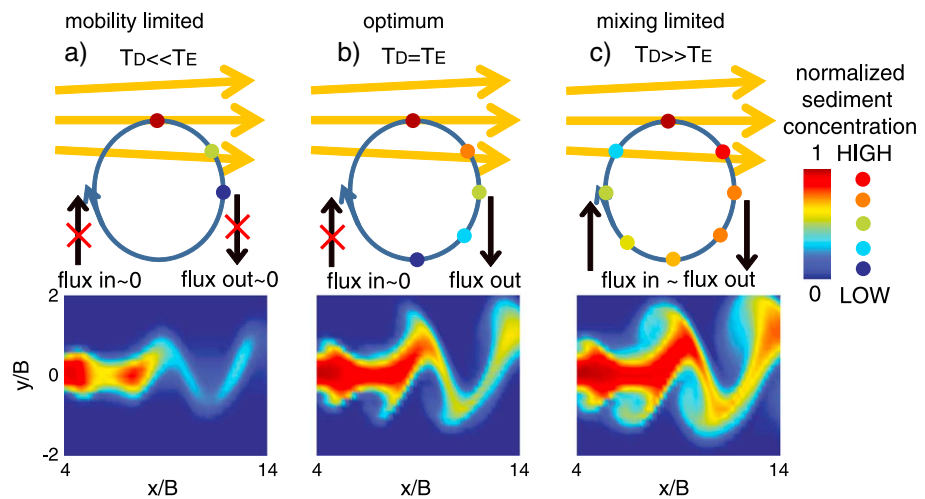 mobility limited
optimum
mixing limited
a)
TD<<TE
b)
TD=TE
c)
TD>>TE
normalized
sediment
concentration
1 HIGH
0 LOW
flux in~0
flux out~0
flux in~0
flux out
flux in ~ flux out
2
y/B
0
-2
4
x/B
14
4
x/B
14
4
x/B
14